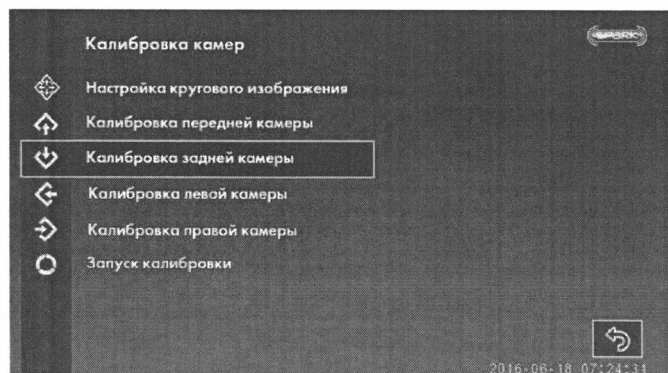 Калибровка камер
SPARK
Настройка кругового изображения
Калибровка передней камеры
Калибровка задней камеры
Калибровка левой камеры
Калибровка правой камеры
Запуск калибровки
2016-06-18 07:24:31